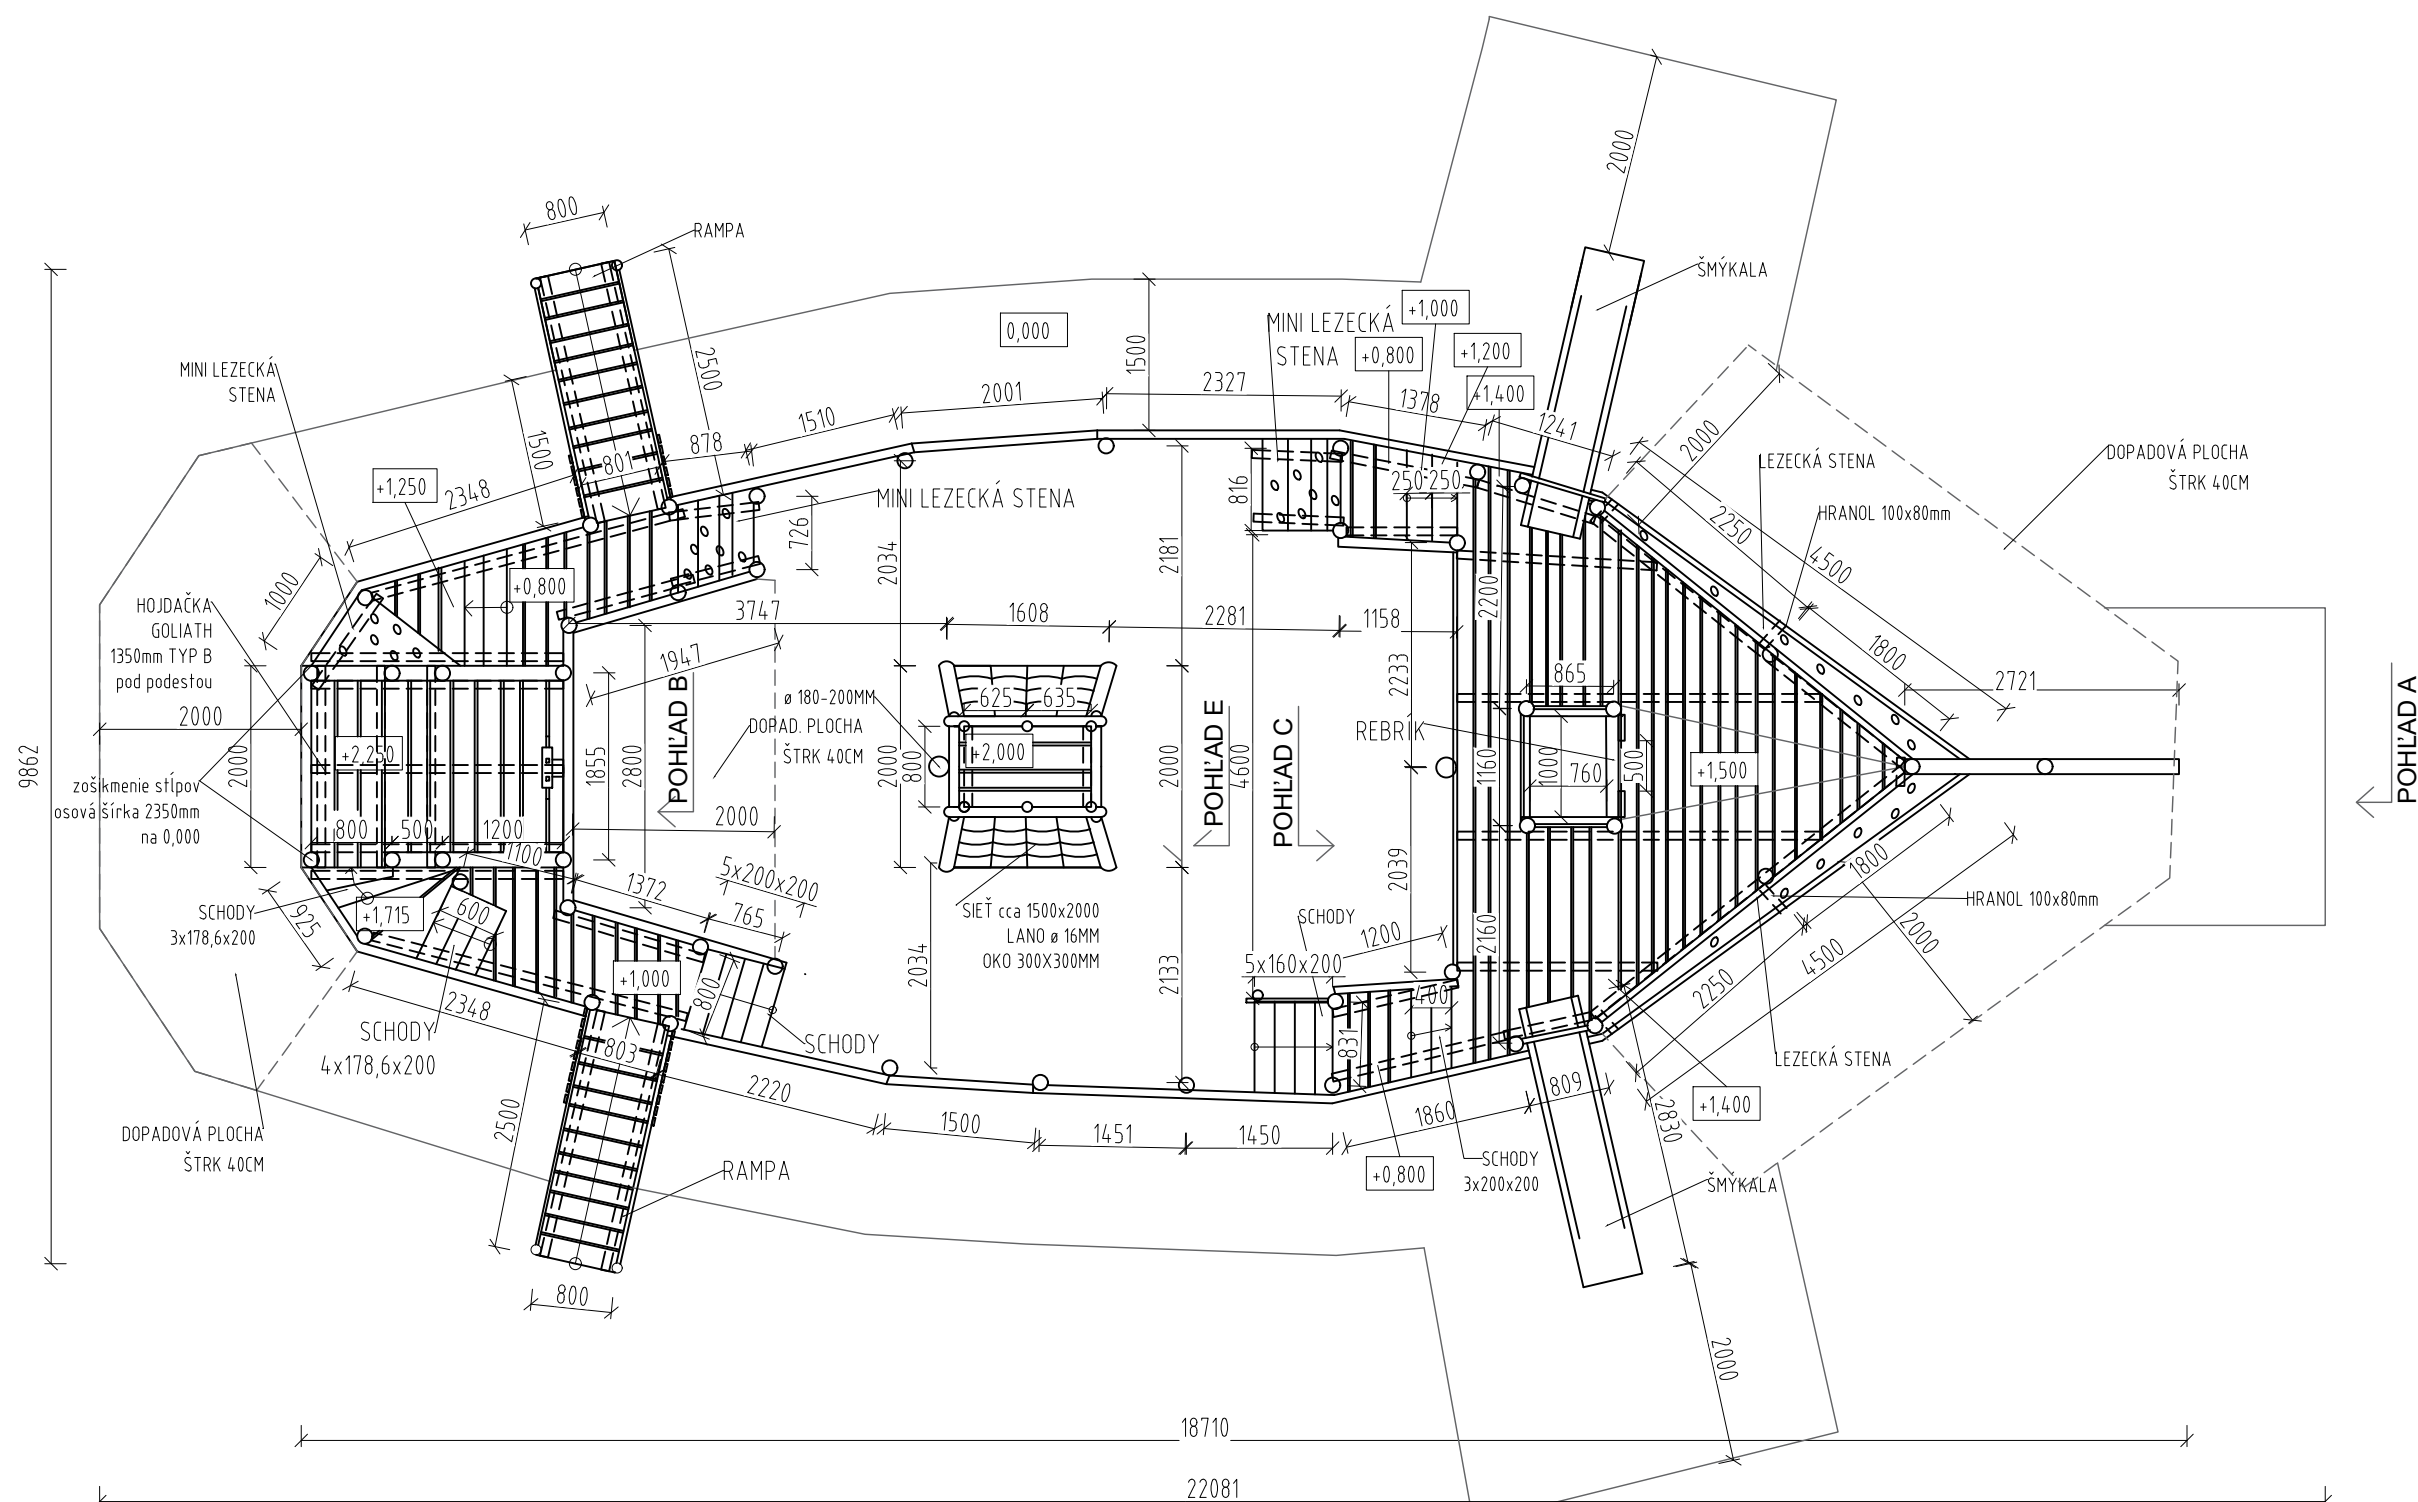 2000
800
RAMPA
ŠMÝKALA
+1,000
0,000
MINI LEZECKÁ
STENA
+0,800
+1,200
+1,400
1500
2500
MINI LEZECKÁ
STENA
2327
2001
1378
1241
1510
878
801
1500
2000
2250
4500
LEZECKÁ STENA
DOPADOVÁ PLOCHA
ŠTRK 40CM
HRANOL 100x80mm
+1,250
2348
MINI LEZECKÁ STENA
250
250
816
726
2034
2181
1000
+0,800
HOJDAČKA
GOLIATH
1350mm TYP B
pod podestou
3747
1608
2281
1158
2200
1947
2233
1800
865
2721
2000
ø 180-200MM
625
635
DOPAD. PLOCHA
ŠTRK 40CM
REBRÍK
POHĽAD B
POHĽAD E
POHĽAD C
POHĽAD A
9862
2000
+2,250
1855
2800
2000
800
+2,000
2000
4600
1160
1000
760
500
+1,500
zošikmenie stĺpov
osová šírka 2350mm
na 0,000
800
500
1200
2000
1100
1372
5x200x200
765
2039
1800
SCHODY
3x178,6x200
925
+1,715
600
SIEŤ cca 1500x2000
LANO ø 16MM
OKO 300X300MM
SCHODY
1200
5x160x200
2160
HRANOL 100x80mm
2000
4500
2250
+1,000
800
2034
2133
400
831
2348
SCHODY
4x178,6x200
803
SCHODY
2220
2500
1500
1451
1450
1860
809
2830
+1,400
LEZECKÁ STENA
DOPADOVÁ PLOCHA
ŠTRK 40CM
RAMPA
+0,800
SCHODY
3x200x200
ŠMÝKALA
800
2000
18710
22081